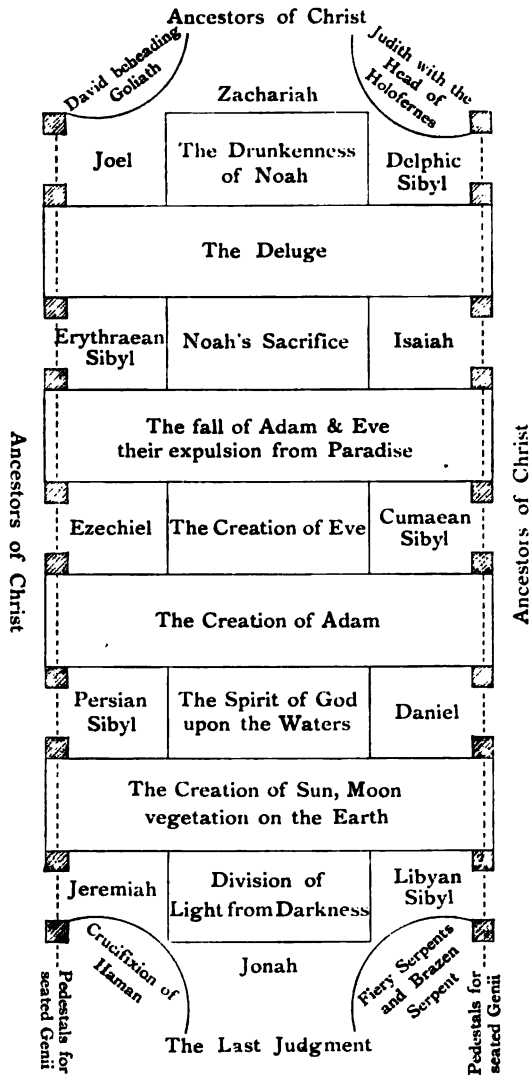 Ancestors of Christ
David beheading
Goliath
Judith with the
Head of
Holofernes
Zachariah
Joel
The Drunkenness
of Noah
Delphic
Sibyl
The Deluge
Erythraean
Sibyl
Noah's Sacrifice
Isaiah
The fall of Adam & Eve
their expulsion from Paradise
Ancestors of Christ
Ancestors of Christ
Ezechiel
The Creation of Eve
Cumaean
Sibyl
The Creation of Adam
Persian
Sibyl
The Spirit of God
upon the Waters
Daniel
The Creation of Sun, Moon
vegetation on the Earth
Jeremiah
Division of
Light from Darkness
Libyan
Sibyl
Crucifixion of
Haman
Jonah
Fiery Serpents
and Brazen
Serpent
Pedestals for
seated Genii
The Last Judgment
Pedestals for
seated Genii